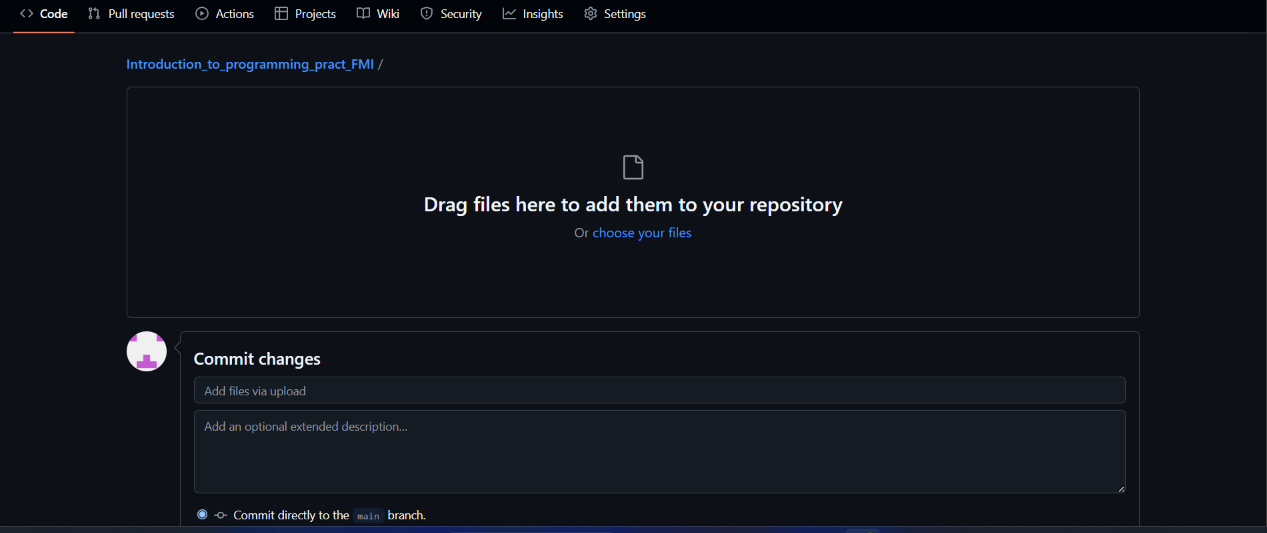 Code Pull requests Actions Projects Wiki Security Insights Settings
Introduction_to_programming_pract_FMI /
Drag files here to add them to your repository
Or choose your files
Commit changes
Add files via upload
Add an optional extended description...
Commit directly to the main branch.